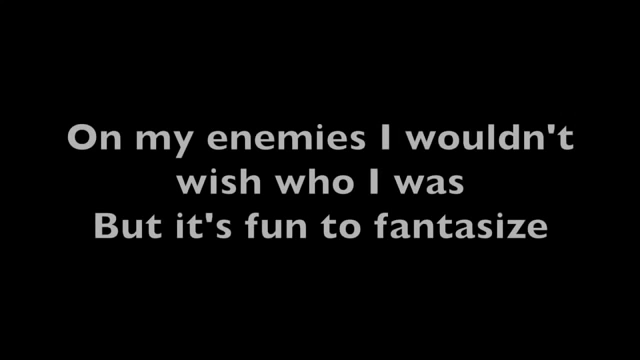 On my enemies I wouldn't
wish who I was
But it's fun to fantasize